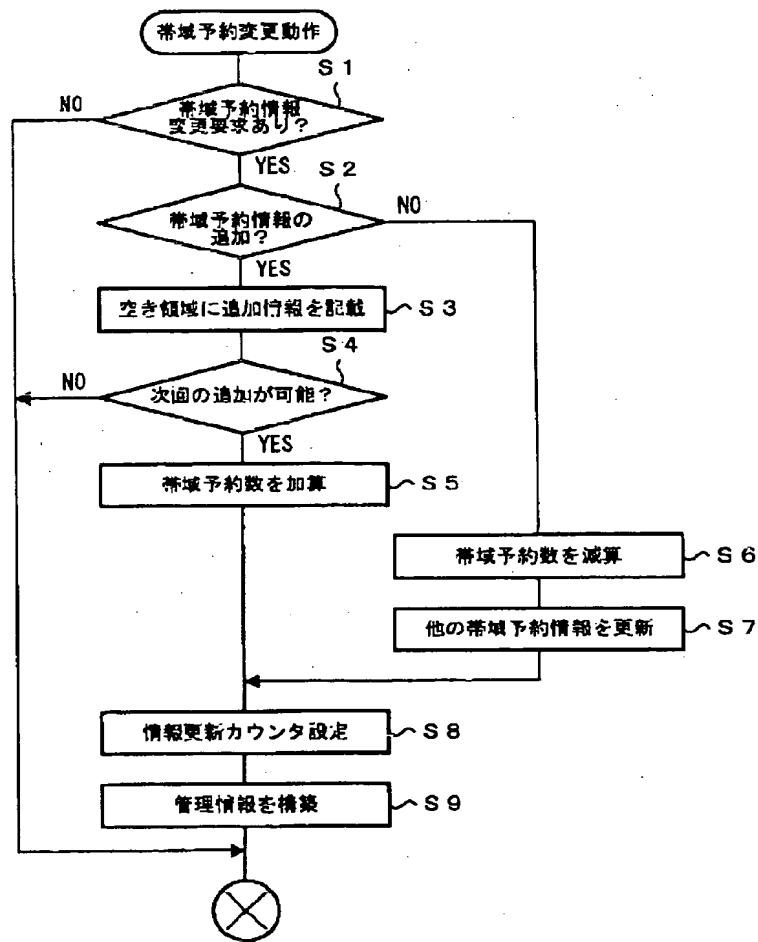 帯域予約変更動作
S1
NO
帯域予約情報
変更要求あり?
YES
S2
NO
帯域予約情報の
追加?
YES
空き領域に追加情報を記載
S3
S4
NO
次回の追加が可能?
YES
帯域予約数を加算
S5
帯域予約数を減算
S6
他の帯域予約情報を更新
S7
情報更新カウンタ設定
S8
管理情報を構築
S9